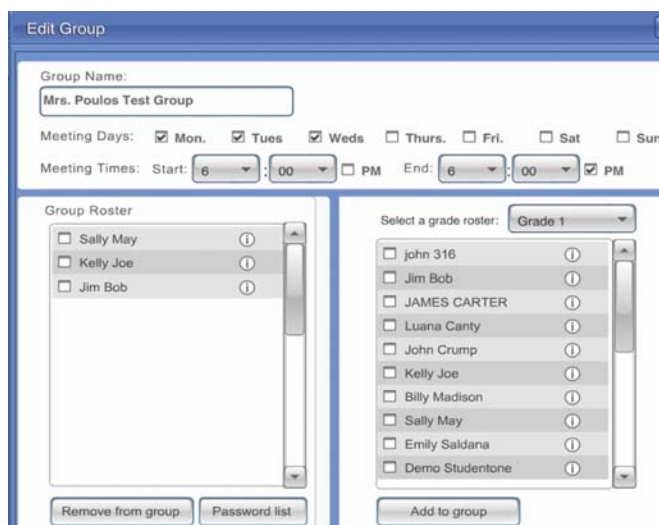 Edit Group
Group Name:
Mrs. Poulos Test Group
Meeting Days: Mon. Tues Weds Thurs. Fri. Sat Sun
Meeting Times: Start: 6 : 00 PM End: 6 : 00 PM
Group Roster
Sally May
Kelly Joe
Jim Bob
Remove from group Password list
Select a grade roster: Grade 1
john 316
Jim Bob
JAMES CARTER
Luana Canty
John Crump
Kelly Joe
Billy Madison
Sally May
Emily Saldana
Demo Studentone
Add to group